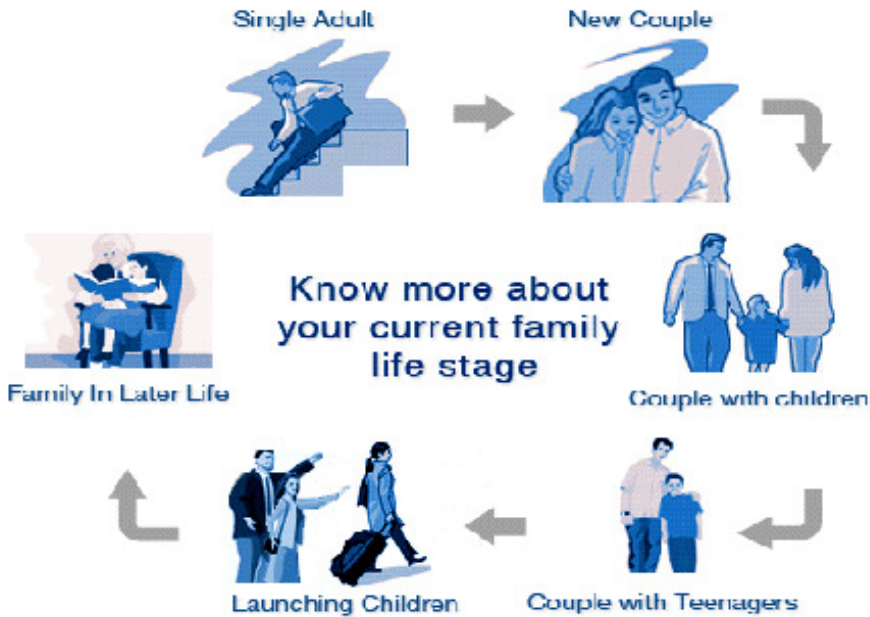 Single Adult
New Couple
Know more about
your current family
life stage
Family In Later Life
Couple with children
Launching Children
Couple with Teenagers